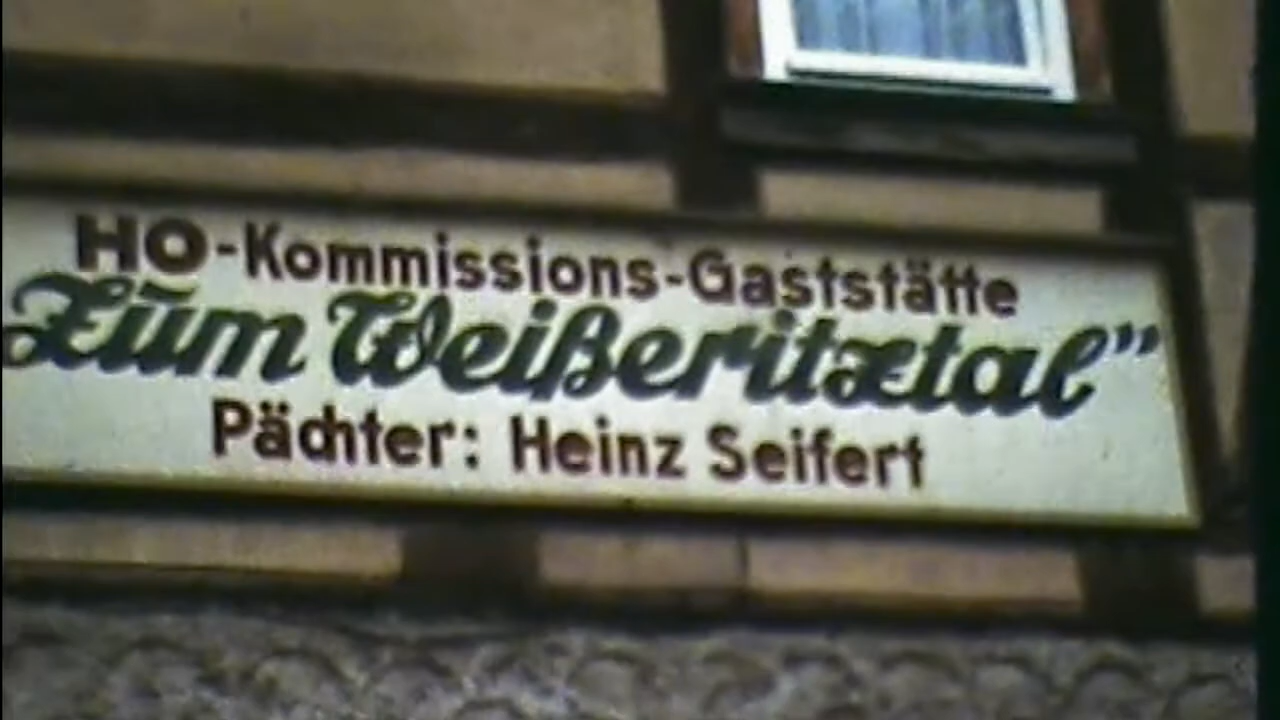 HO-Kommissions-Gaststätte
Zum Weißeritztal"
Pächter: Heinz Seifert